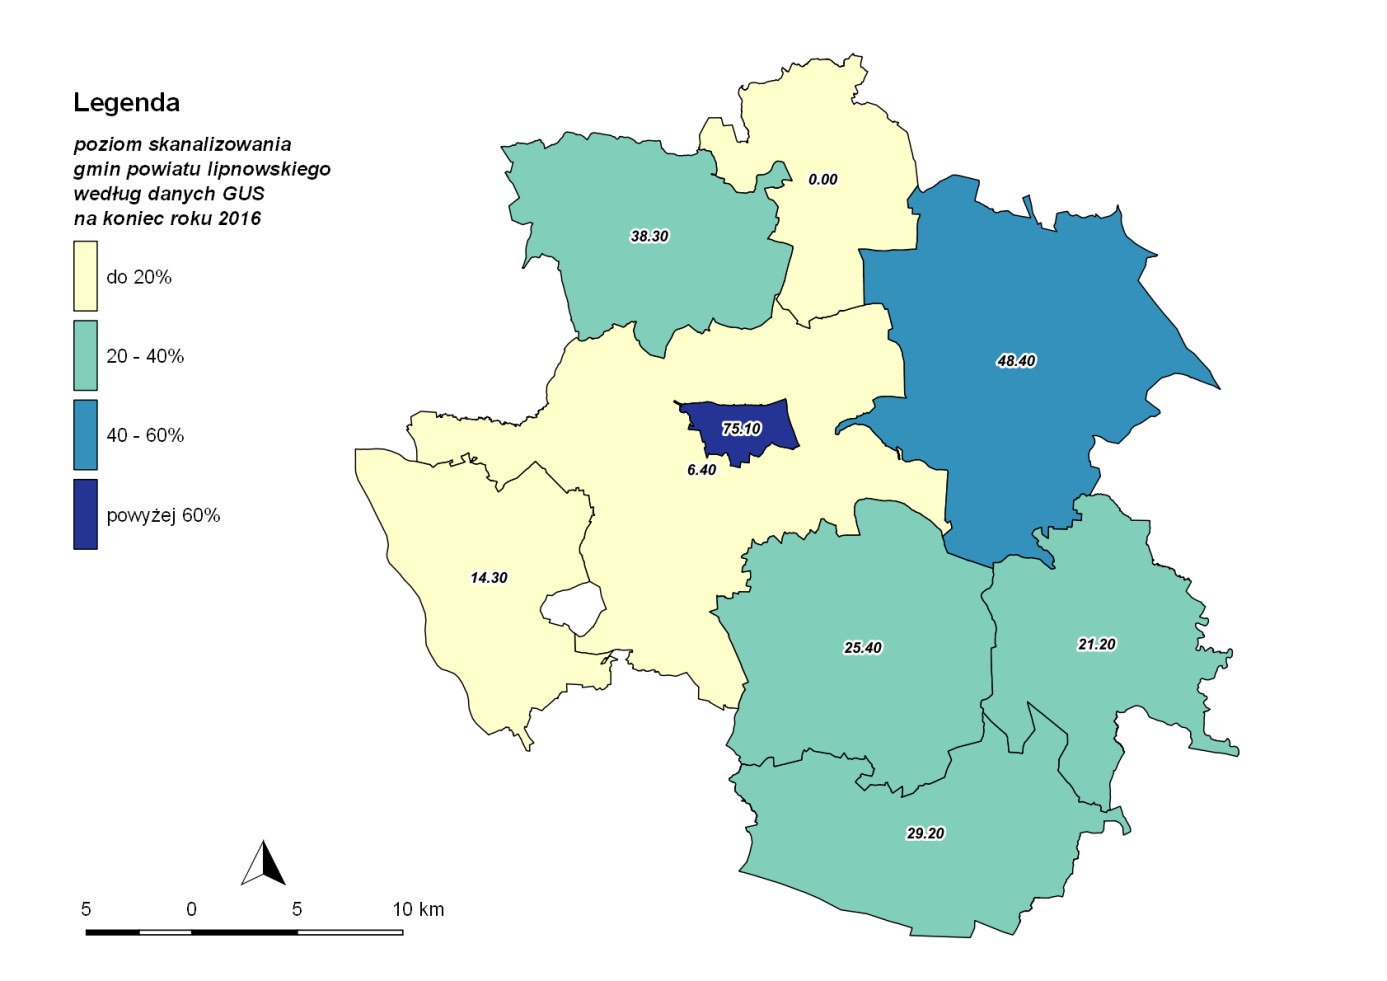 Legenda
poziom skanalizowania
gmin powiatu lipnowskiego
według danych GUS
na koniec roku 2016
do 20%
20 - 40%
40 - 60%
powyżej 60%
0.00
38.30
48.40
75.10
6.40
14.30
25.40
21.20
29.20
5 0 5 10 km